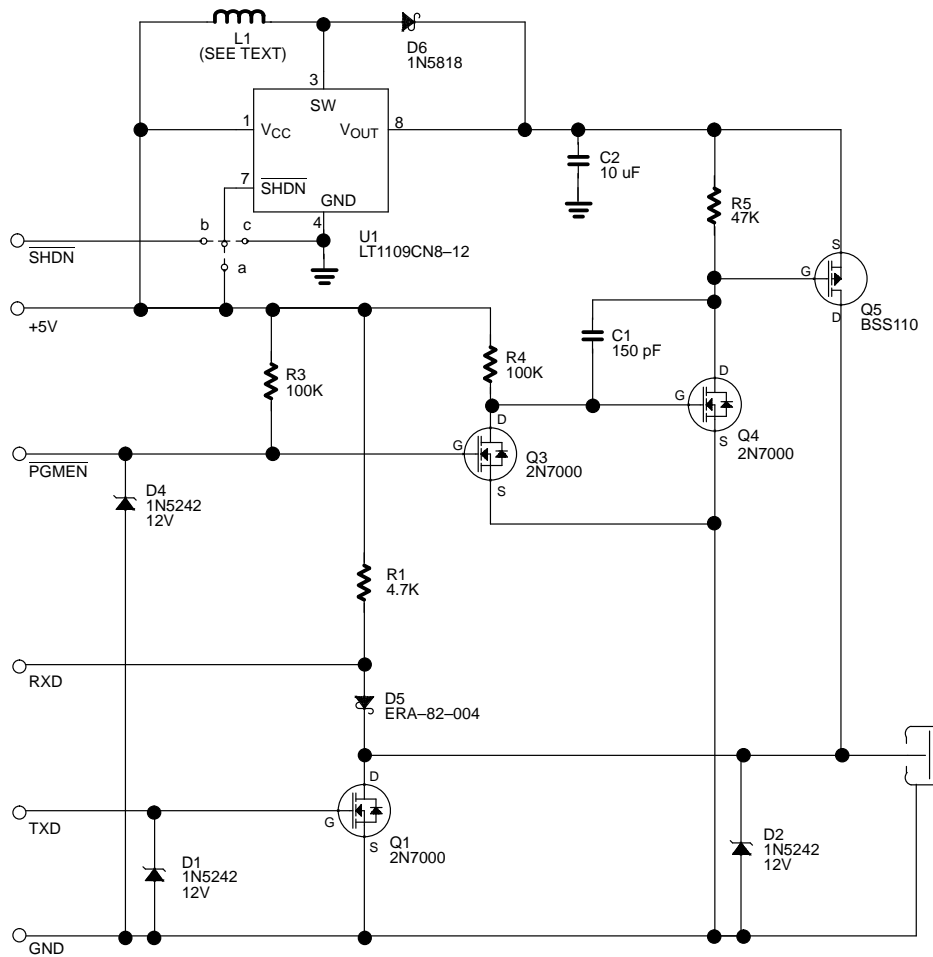 L1
(SEE TEXT)
D6
1N5818
3
SW
1
VCC
VOUT
8
7
SHDN
GND
4
C2
10 uF
R5
47K
b
c
a
U1
LT1109CN8–12
SHDN
S
G
D
Q5
BSS110
+5V
C1
150 pF
R3
100K
R4
100K
D
G
S
Q4
2N7000
D
G
S
Q3
2N7000
PGMEN
D4
1N5242
12V
R1
4.7K
RXD
D5
ERA–82–004
D
G
S
Q1
2N7000
TXD
D1
1N5242
12V
D2
1N5242
12V
GND